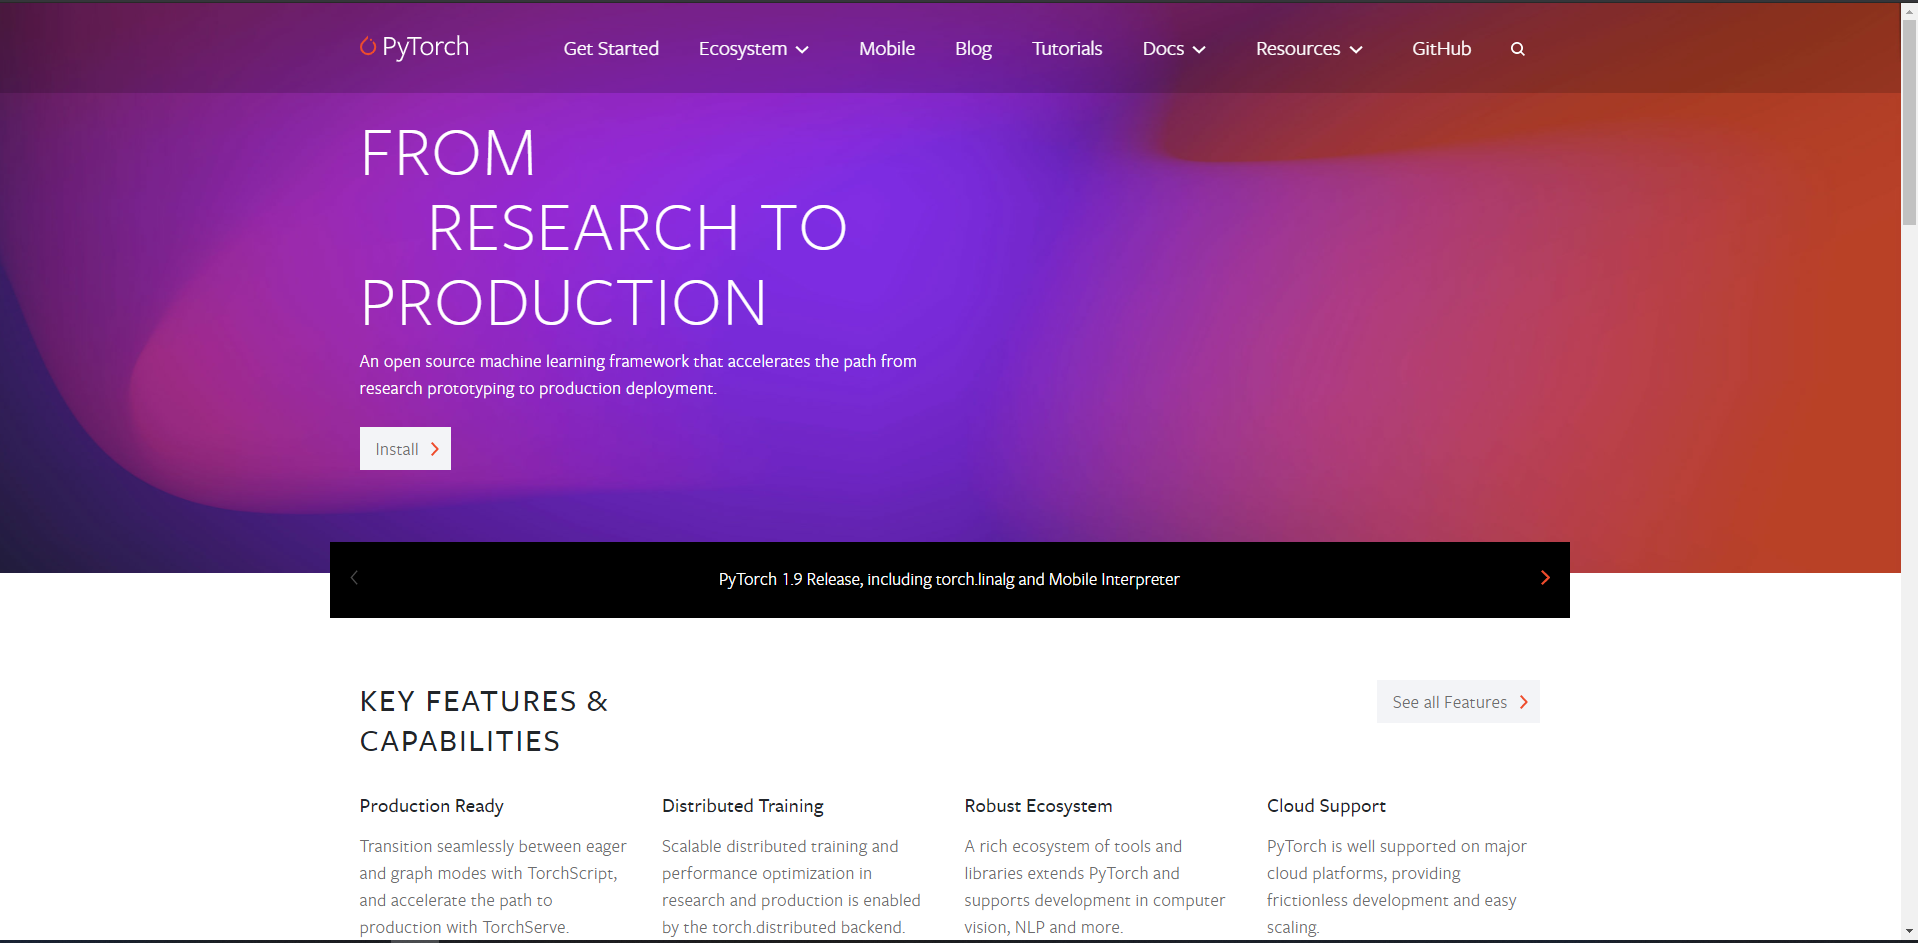 PyTorch
Get Started
Ecosystem
Mobile
Blog
Tutorials
Docs
Resources
GitHub
FROM
RESEARCH TO
PRODUCTION
An open source machine learning framework that accelerates the path from
research prototyping to production deployment.
Install
PyTorch 1.9 Release, including torch.linalg and Mobile Interpreter
KEY FEATURES &
CAPABILITIES
See all Features
Production Ready
Transition seamlessly between eager
and graph modes with TorchScript,
and accelerate the path to
production with TorchServe.
Distributed Training
Scalable distributed training and
performance optimization in
research and production is enabled
by the torch.distributed backend.
Robust Ecosystem
A rich ecosystem of tools and
libraries extends PyTorch and
supports development in computer
vision, NLP and more.
Cloud Support
PyTorch is well supported on major
cloud platforms, providing
frictionless development and easy
scaling.